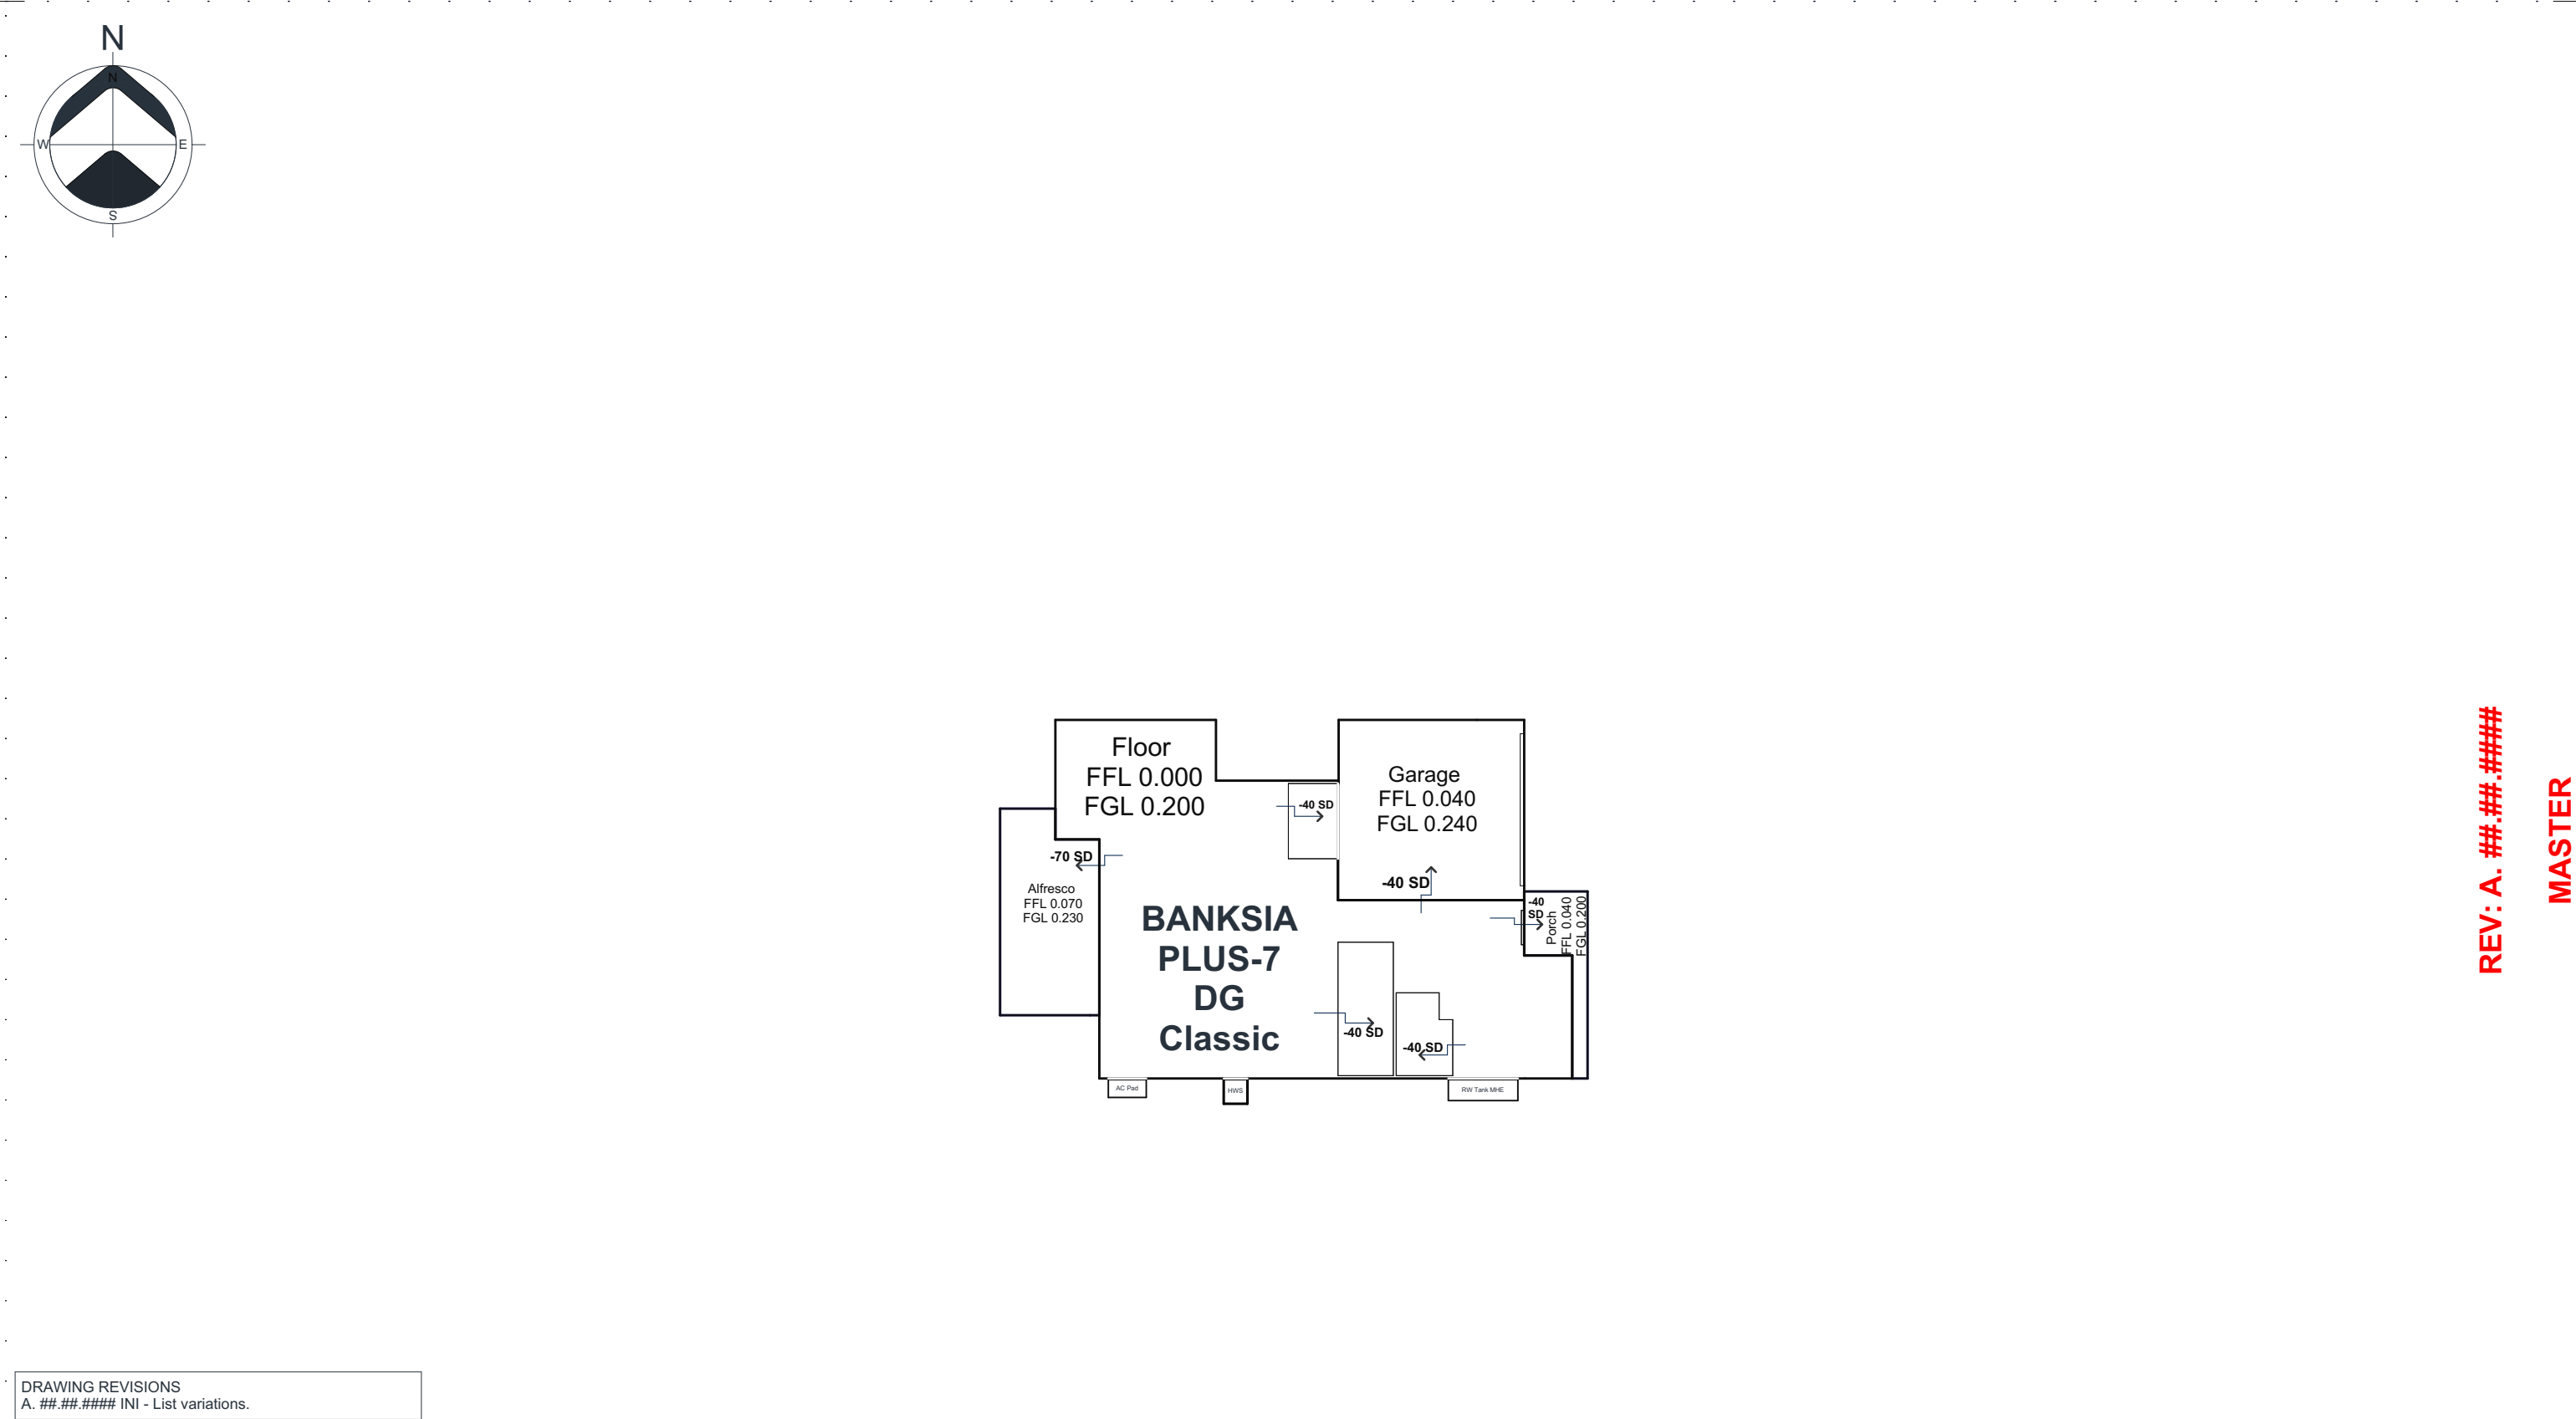 N
N
W
E
S
Floor
FFL 0.000
FGL 0.200
Garage
FFL 0.040
FGL 0.240
-40 SD
-70 SD
-40 SD
Alfresco
FFL 0.070
FGL 0.230
-40
SD
Porch
FFL 0.040
FGL 0.200
BANKSIA
PLUS-7
DG
Classic
-40 SD
-40 SD
AC Pad
HWS
RW Tank MHE
REV: A. ##.##.####
MASTER
DRAWING REVISIONS
A. ##.##.#### INI - List variations.